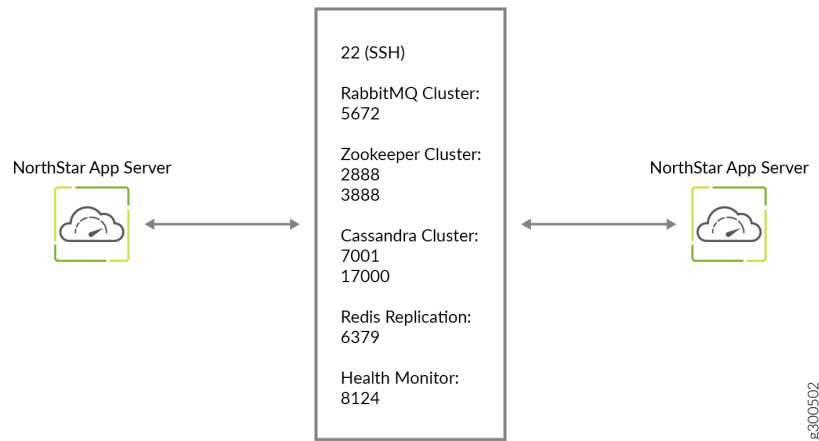 22 (SSH)
RabbitMQ Cluster:
5672
Zookeeper Cluster:
2888
3888
Cassandra Cluster:
7001
17000
Redis Replication:
6379
Health Monitor:
8124
NorthStar App Server
NorthStar App Server
g300502